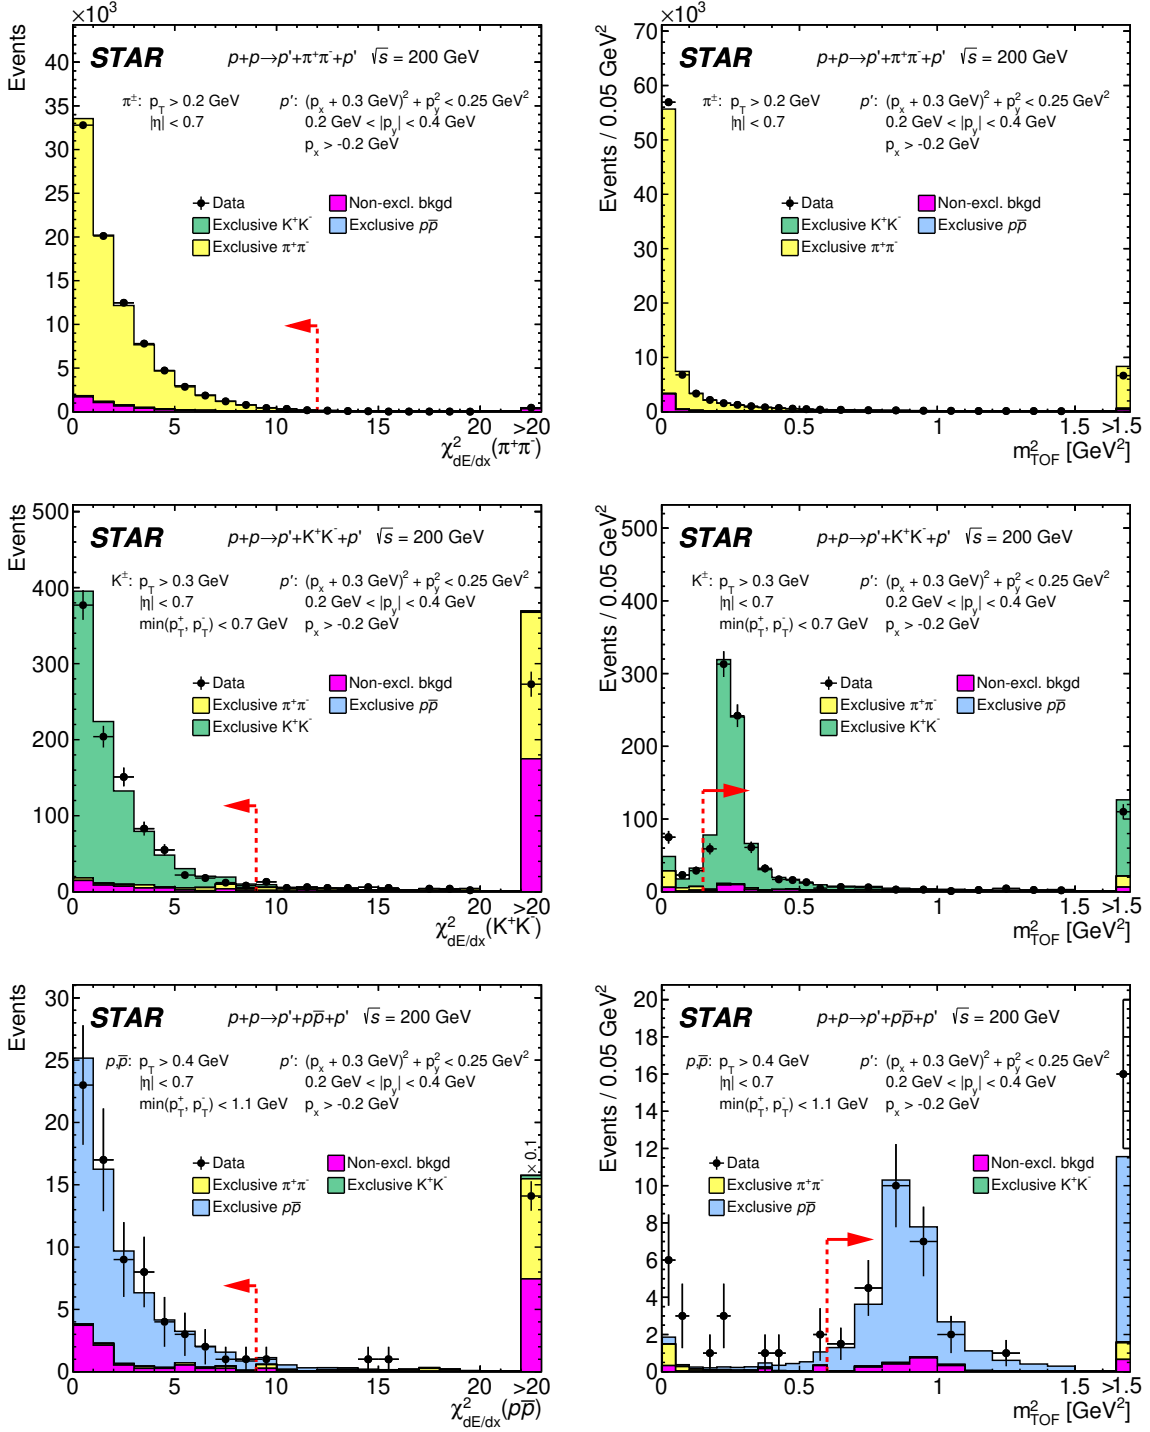 ×10³
Events
40
35
30
25
20
15
10
5
0
STAR
p+p→p'+π⁺π⁻+p' √s = 200 GeV
π±: p_T > 0.2 GeV
|η| < 0.7
p': (p_x + 0.3 GeV)² + p_y² < 0.25 GeV²
0.2 GeV < |p_y| < 0.4 GeV
p_x > -0.2 GeV
Data
Exclusive K⁺K⁻
Exclusive π⁺π⁻
Non-excl. bkgd
Exclusive pp̅
0 5 10 15 20 >20
χ²_dE/dx(π⁺π⁻)
×10³
Events / 0.05 GeV²
70
60
50
40
30
20
10
0
STAR
p+p→p'+π⁺π⁻+p' √s = 200 GeV
π±: p_T > 0.2 GeV
|η| < 0.7
p': (p_x + 0.3 GeV)² + p_y² < 0.25 GeV²
0.2 GeV < |p_y| < 0.4 GeV
p_x > -0.2 GeV
Data
Exclusive K⁺K⁻
Exclusive π⁺π⁻
Non-excl. bkgd
Exclusive pp̅
0 0.5 1 1.5 >1.5
m²_TOF [GeV²]
Events
500
400
300
200
100
0
STAR
p+p→p'+K⁺K⁻+p' √s = 200 GeV
K±: p_T > 0.3 GeV
|η| < 0.7
min(p_T⁺, p_T⁻) < 0.7 GeV
p': (p_x + 0.3 GeV)² + p_y² < 0.25 GeV²
0.2 GeV < |p_y| < 0.4 GeV
p_x > -0.2 GeV
Data
Exclusive π⁺π⁻
Exclusive K⁺K⁻
Non-excl. bkgd
Exclusive pp̅
0 5 10 15 20 >20
χ²_dE/dx(K⁺K⁻)
Events / 0.05 GeV²
500
400
300
200
100
0
STAR
p+p→p'+K⁺K⁻+p' √s = 200 GeV
K±: p_T > 0.3 GeV
|η| < 0.7
min(p_T⁺, p_T⁻) < 0.7 GeV
p': (p_x + 0.3 GeV)² + p_y² < 0.25 GeV²
0.2 GeV < |p_y| < 0.4 GeV
p_x > -0.2 GeV
Data
Exclusive π⁺π⁻
Exclusive K⁺K⁻
Non-excl. bkgd
Exclusive pp̅
0 0.5 1 1.5 >1.5
m²_TOF [GeV²]
Events
30
25
20
15
10
5
0
STAR
p+p→p'+pp̅+p' √s = 200 GeV
p,p̅: p_T > 0.4 GeV
|η| < 0.7
min(p_T⁺, p_T⁻) < 1.1 GeV
p': (p_x + 0.3 GeV)² + p_y² < 0.25 GeV²
0.2 GeV < |p_y| < 0.4 GeV
p_x > -0.2 GeV
Data
Exclusive π⁺π⁻
Exclusive pp̅
Non-excl. bkgd
Exclusive K⁺K⁻
× 0.1
0 5 10 15 20 >20
χ²_dE/dx(pp̅)
Events / 0.05 GeV²
20
18
16
14
12
10
8
6
4
2
0
STAR
p+p→p'+pp̅+p' √s = 200 GeV
p,p̅: p_T > 0.4 GeV
|η| < 0.7
min(p_T⁺, p_T⁻) < 1.1 GeV
p': (p_x + 0.3 GeV)² + p_y² < 0.25 GeV²
0.2 GeV < |p_y| < 0.4 GeV
p_x > -0.2 GeV
Data
Exclusive π⁺π⁻
Exclusive pp̅
Non-excl. bkgd
Exclusive K⁺K⁻
0 0.5 1 1.5 >1.5
m²_TOF [GeV²]